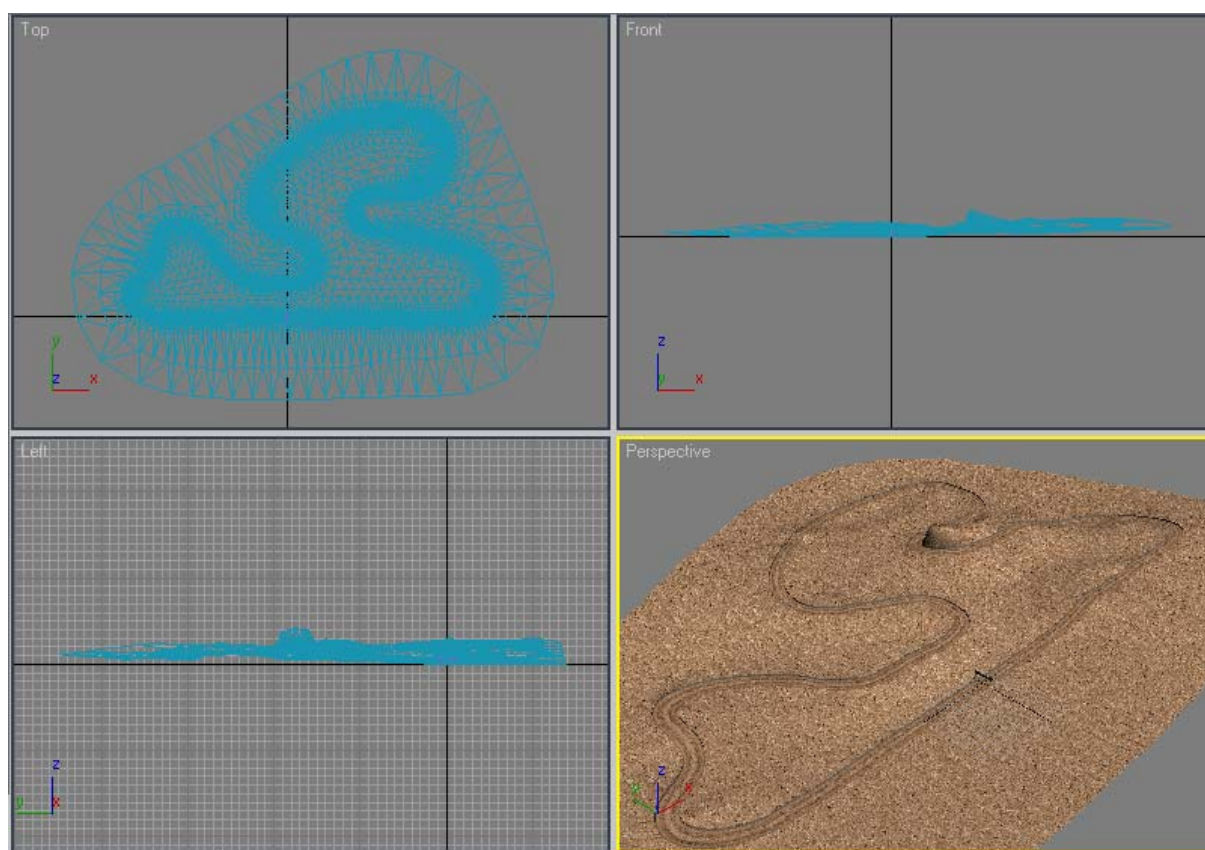 Top
y
z x
Front
z
y x
Left
z
y x
Perspective
z
x x